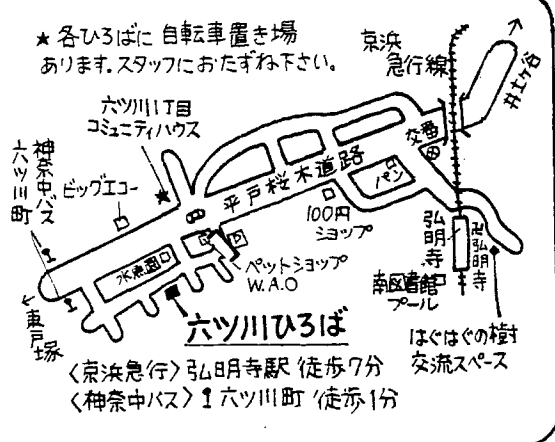 ★各ひろばに自転車置き場
あります。スタッフにおたずね下さい。
京浜
急行線
井土ヶ谷
六ツ川1丁目
コミュニティハウス
神奈中バス
六ツ川町
ビッグエコー
平戸桜木道路
交番
パン
100円
ショップ
弘明寺
卍弘明寺
P
ペットショップ
W.A.O
南図書館
プール
東戸塚
六ツ川ひろば
はぐはぐの樹
交流スペース
〈京浜急行〉弘明寺駅 徒歩7分
〈神奈中バス〉六ツ川町 徒歩1分